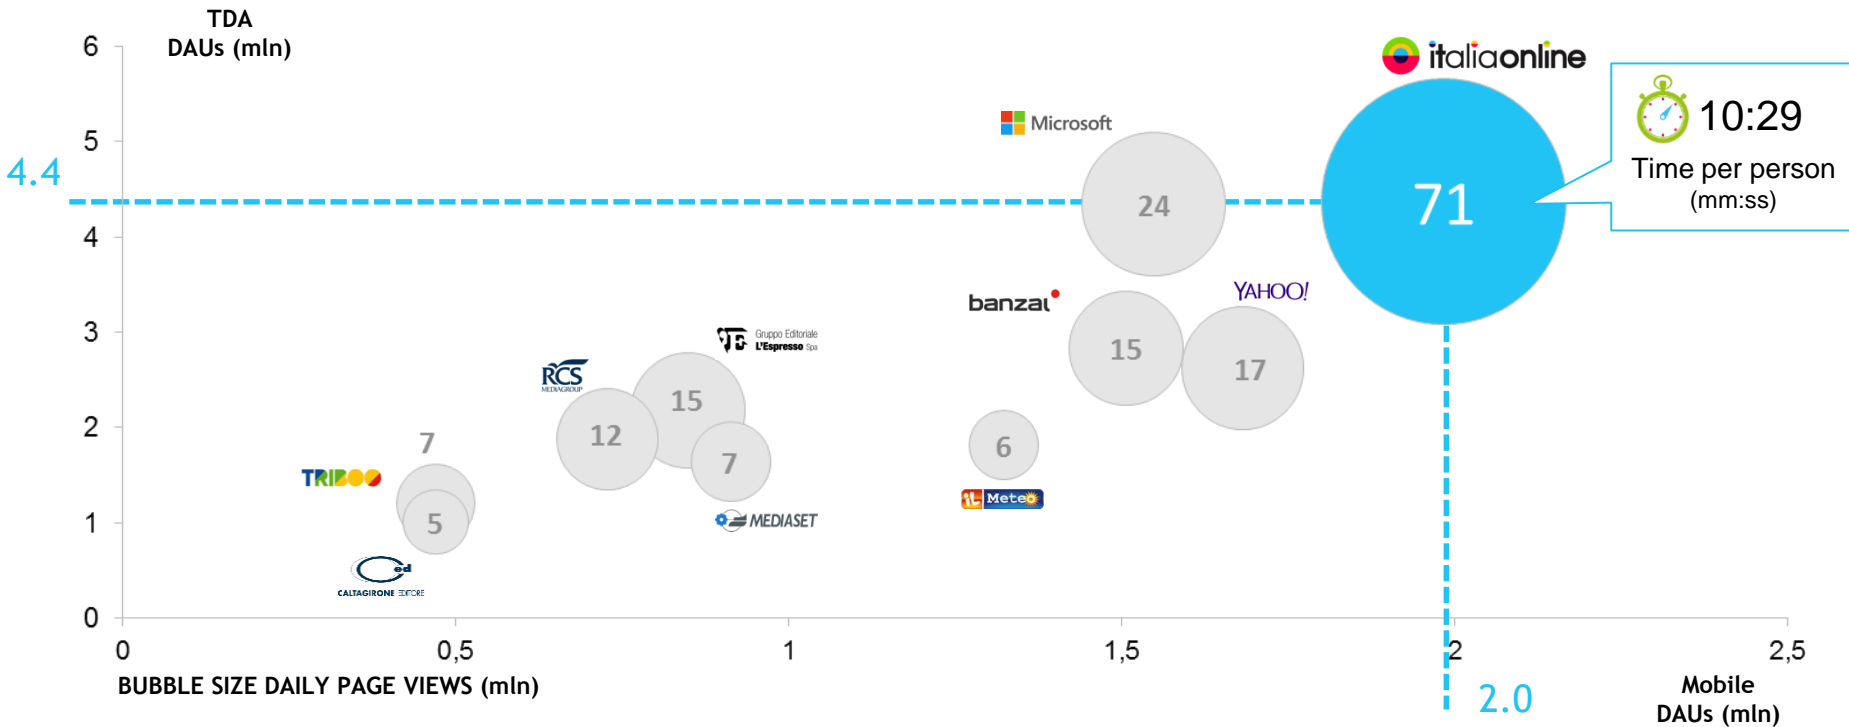 TDA
DAUs (mln)
6
5
4.4
4
3
2
1
0
italiaonline
10:29
Time per person
(mm:ss)
71
Microsoft
24
banzai
15
YAHOO!
17
Gruppo Editoriale
L'Espresso Spa
15
RCS
MEDIAGROUP
12
7
MEDIASET
6
iL Meteo
7
TRIBOO
5
ed
CALTAGIRONE EDITORE
0
0,5
1
1,5
2
2,5
BUBBLE SIZE DAILY PAGE VIEWS (mln)
2.0
Mobile
DAUs (mln)